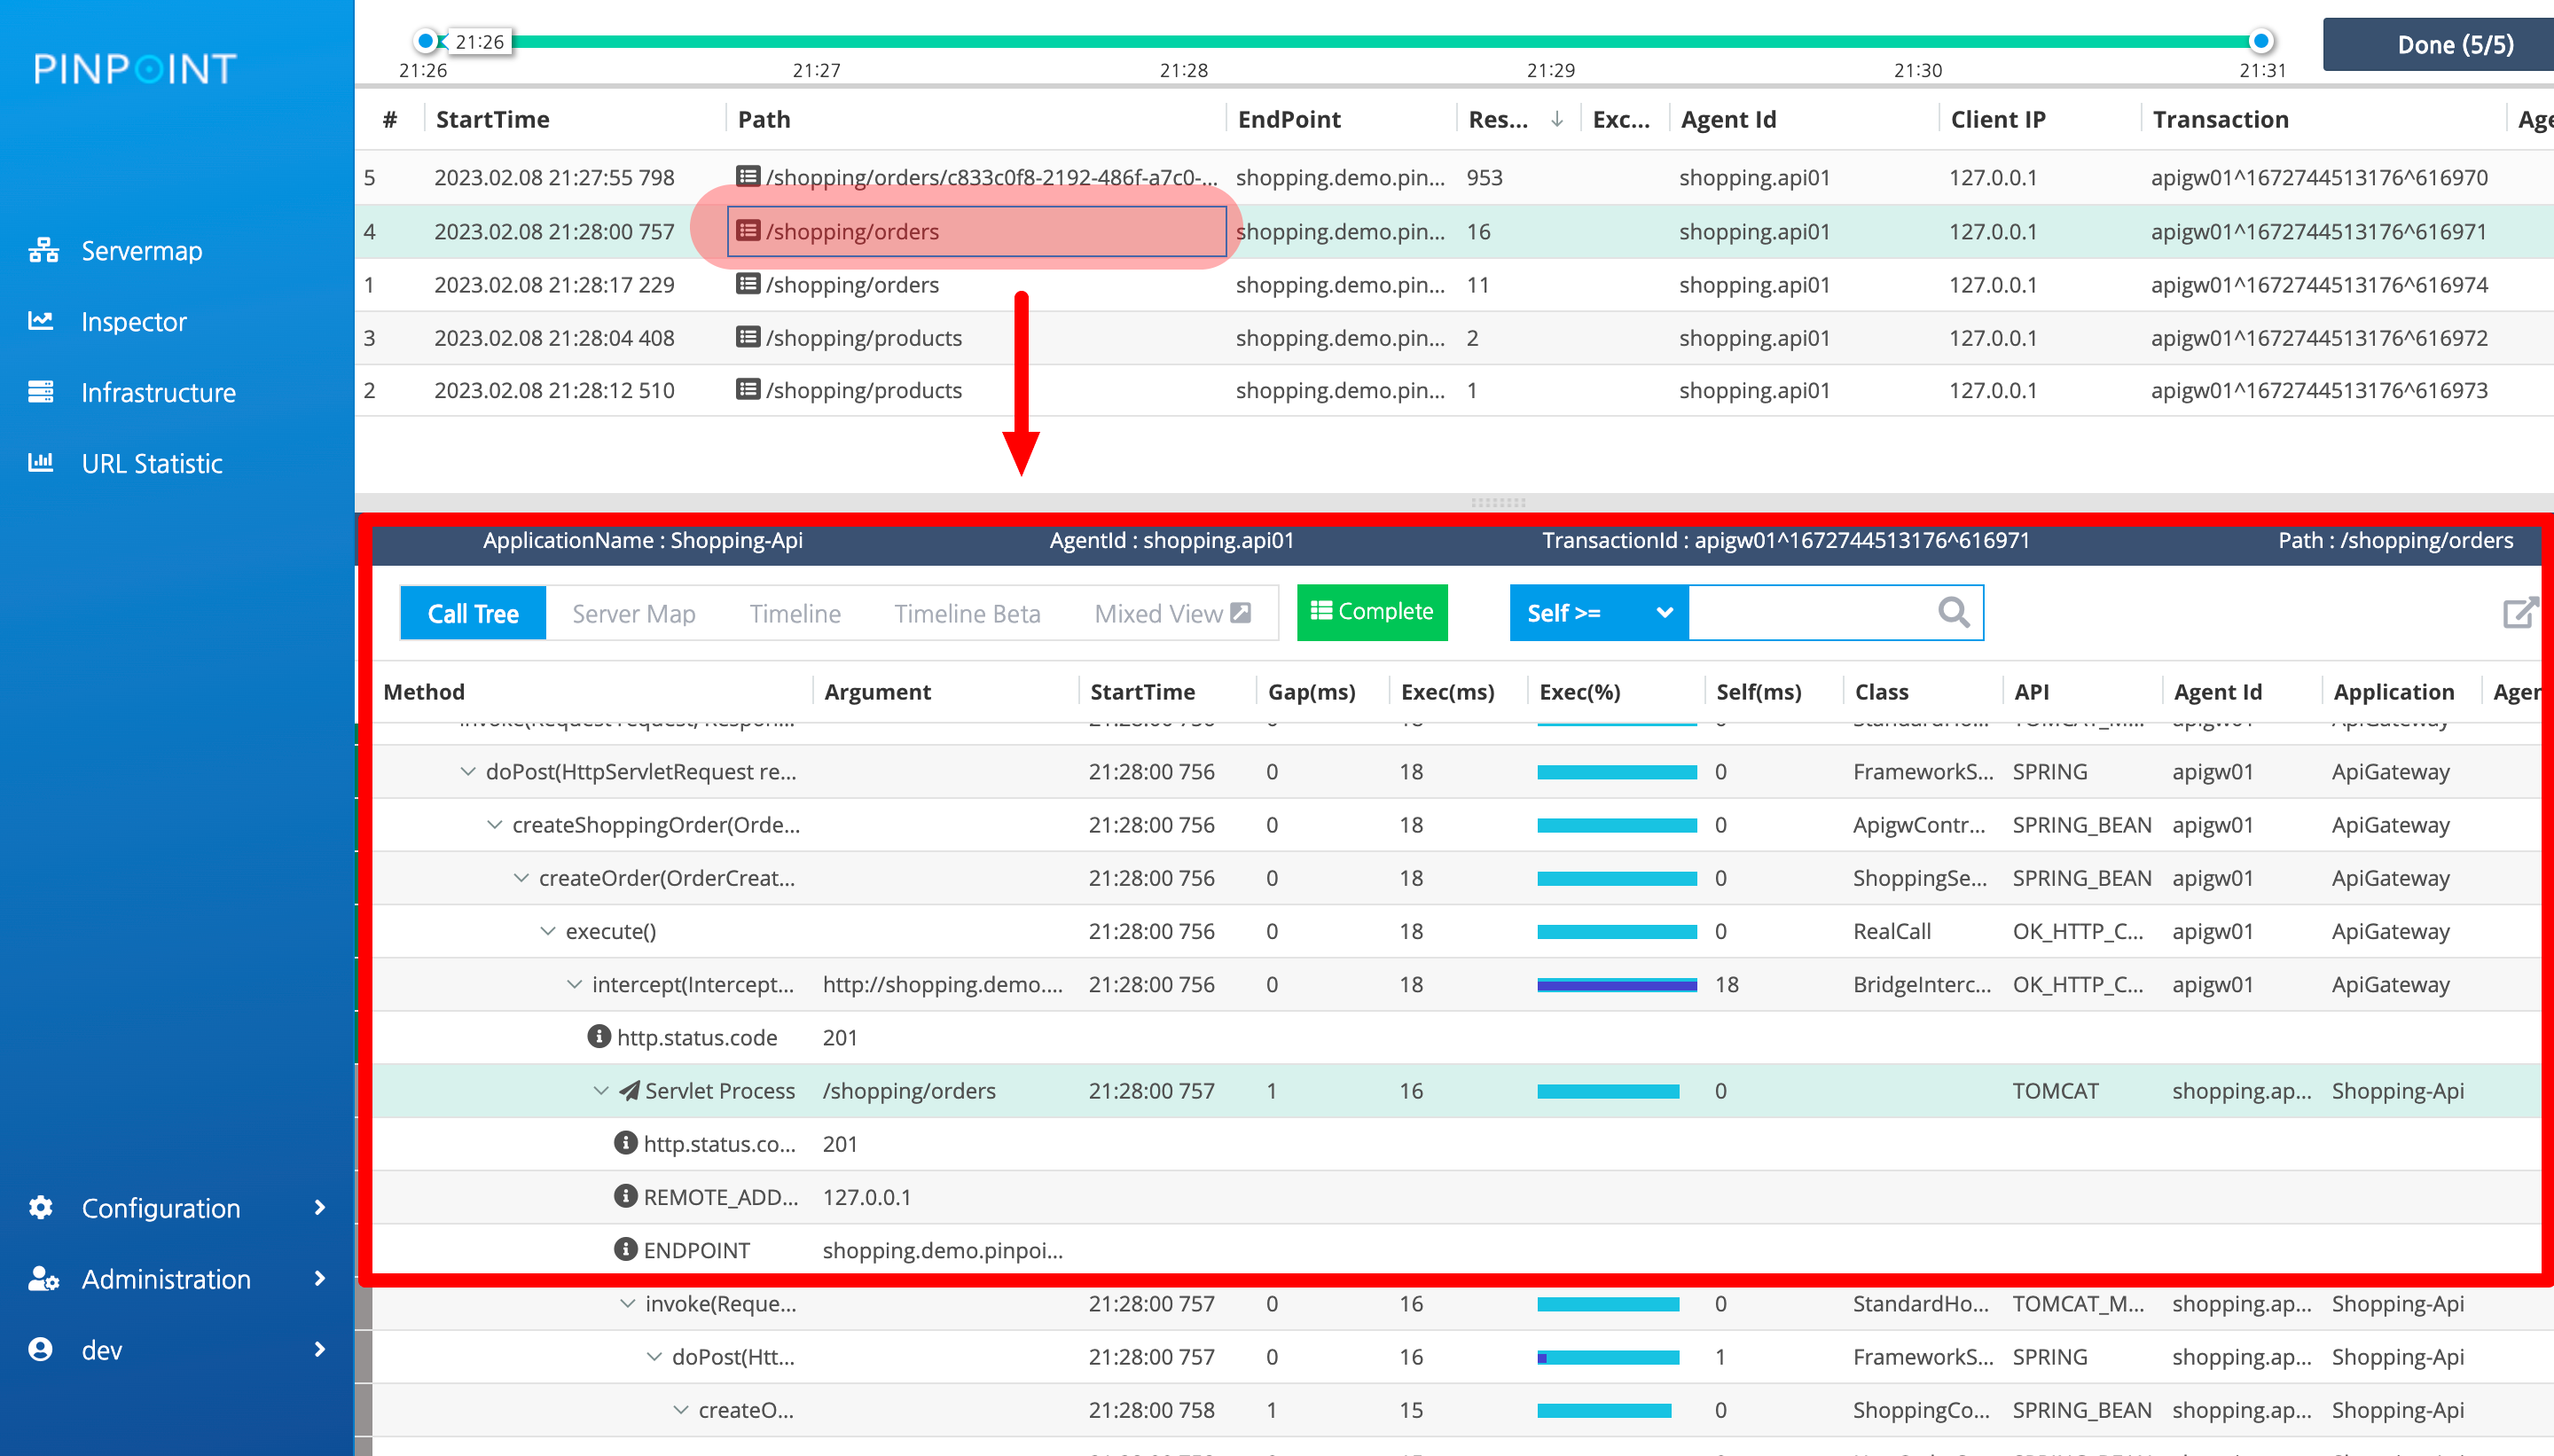 PINPOINT
Servermap
Inspector
Infrastructure
URL Statistic
Configuration
Administration
dev
21:26
21:26 21:27 21:28 21:29 21:30 21:31
Done (5/5)
# StartTime Path EndPoint Res... Exc... Agent Id Client IP Transaction Age
5 2023.02.08 21:27:55 798 /shopping/orders/c833c0f8-2192-486f-a7c0-... shopping.demo.pin... 953 shopping.api01 127.0.0.1 apigw01^1672744513176^616970
4 2023.02.08 21:28:00 757 /shopping/orders shopping.demo.pin... 16 shopping.api01 127.0.0.1 apigw01^1672744513176^616971
1 2023.02.08 21:28:17 229 /shopping/orders shopping.demo.pin... 11 shopping.api01 127.0.0.1 apigw01^1672744513176^616974
3 2023.02.08 21:28:04 408 /shopping/products shopping.demo.pin... 2 shopping.api01 127.0.0.1 apigw01^1672744513176^616972
2 2023.02.08 21:28:12 510 /shopping/products shopping.demo.pin... 1 shopping.api01 127.0.0.1 apigw01^1672744513176^616973
ApplicationName : Shopping-Api AgentId : shopping.api01 TransactionId : apigw01^1672744513176^616971 Path : /shopping/orders
Call Tree Server Map Timeline Timeline Beta Mixed View Complete Self >=
Method Argument StartTime Gap(ms) Exec(ms) Exec(%) Self(ms) Class API Agent Id Application Agen
invoke(Request request, Respon... 21:28:00 756 0 18 0 StandardHo... TOMCAT_M... apigw01 ApiGateway
doPost(HttpServletRequest re... 21:28:00 756 0 18 0 FrameworkS... SPRING apigw01 ApiGateway
createShoppingOrder(Orde... 21:28:00 756 0 18 0 ApigwContr... SPRING_BEAN apigw01 ApiGateway
createOrder(OrderCreat... 21:28:00 756 0 18 0 ShoppingSe... SPRING_BEAN apigw01 ApiGateway
execute() 21:28:00 756 0 18 0 RealCall OK_HTTP_C... apigw01 ApiGateway
intercept(Intercept... http://shopping.demo.... 21:28:00 756 0 18 18 BridgeInterc... OK_HTTP_C... apigw01 ApiGateway
http.status.code 201
Servlet Process /shopping/orders 21:28:00 757 1 16 0 TOMCAT shopping.ap... Shopping-Api
http.status.co... 201
REMOTE_ADD... 127.0.0.1
ENDPOINT shopping.demo.pinpoi...
invoke(Reque... 21:28:00 757 0 16 0 StandardHo... TOMCAT_M... shopping.ap... Shopping-Api
doPost(Htt... 21:28:00 757 0 16 1 FrameworkS... SPRING shopping.ap... Shopping-Api
createO... 21:28:00 758 1 15 0 ShoppingCo... SPRING_BEAN shopping.ap... Shopping-Api